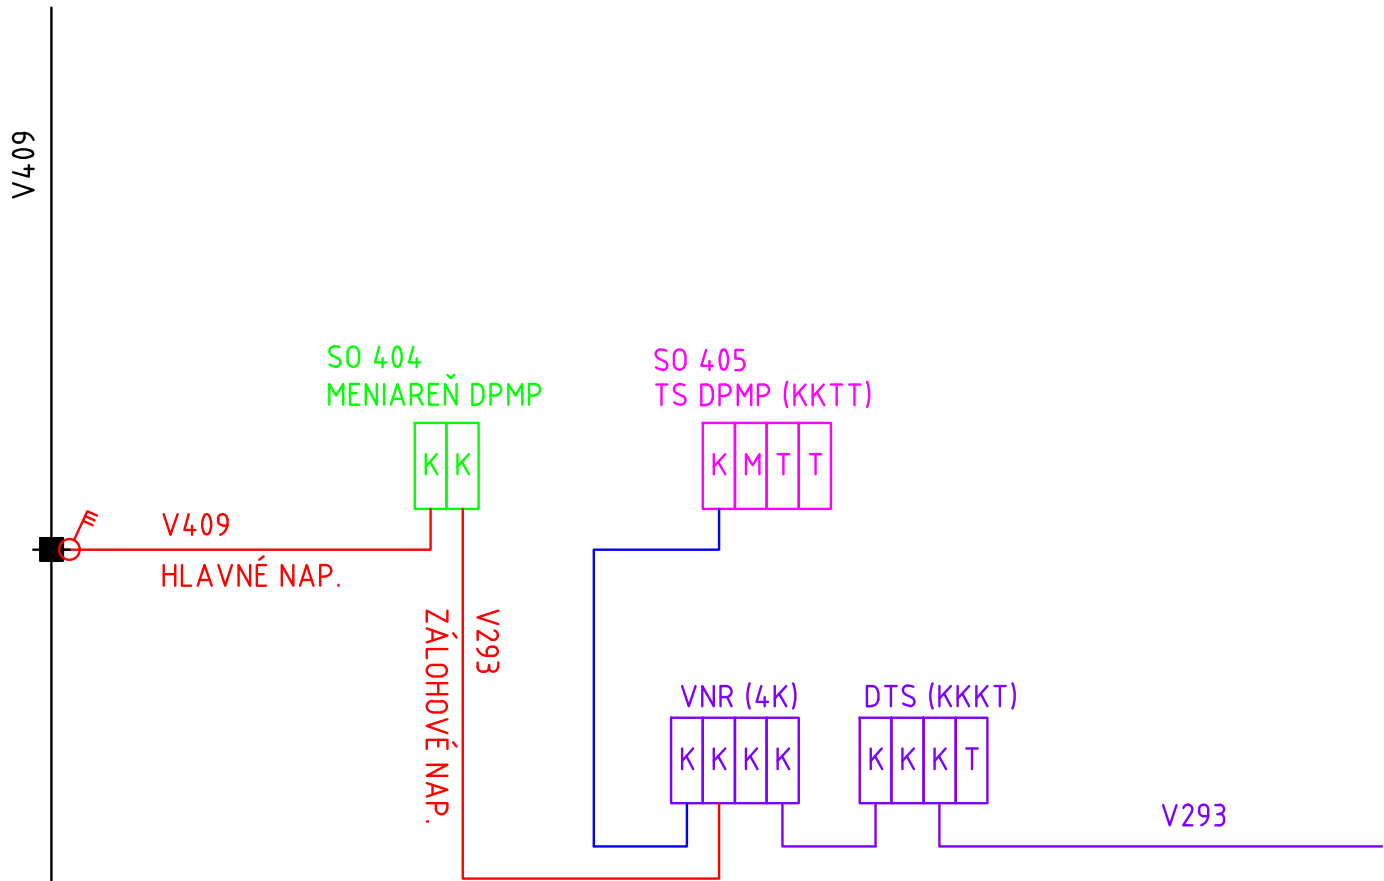 V409
SO 404
MENIAREŇ DPMP
K K
SO 405
TS DPMP (KKTT)
K M T T
V409
HLAVNÉ NAP.
V293
ZÁLOHOVÉ NAP.
VNR (4K)
K K K K
DTS (KKKT)
K K K T
V293